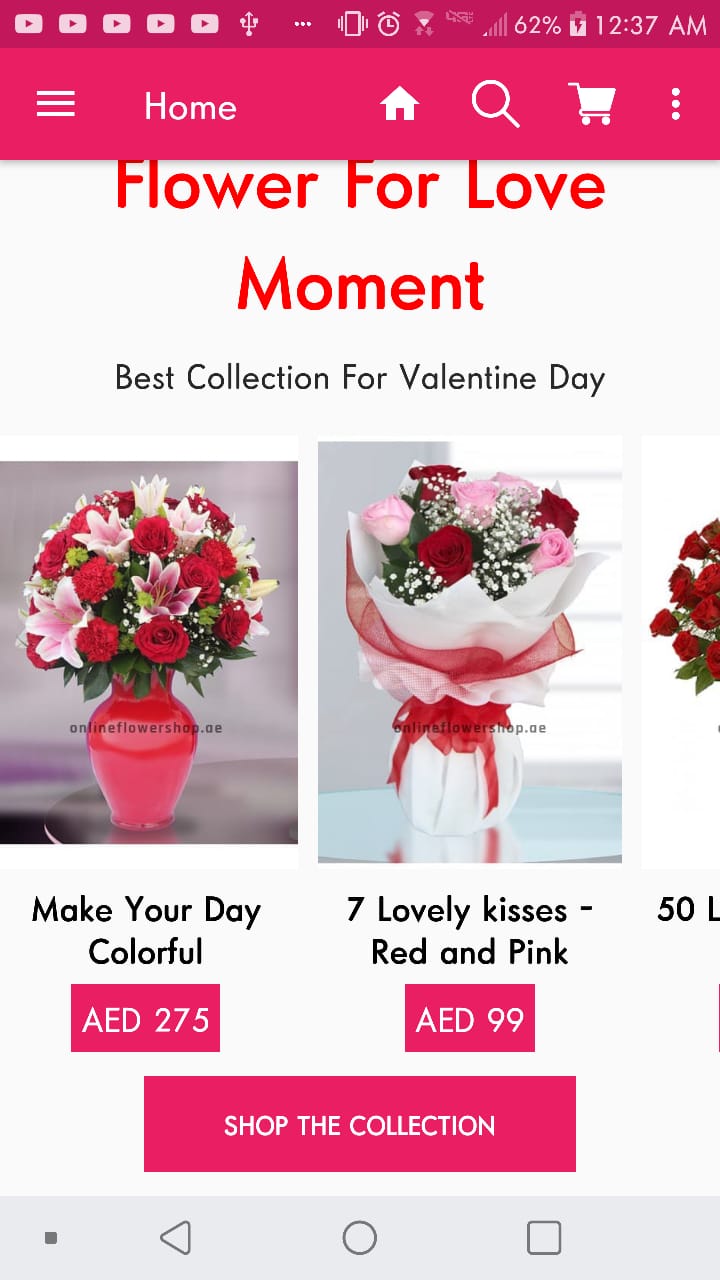 62% 12:37 AM
Home
Flower For Love
Moment
Best Collection For Valentine Day
onlineflowershop.ae
onlineflowershop.ae
Make Your Day
Colorful
AED 275
7 Lovely kisses -
Red and Pink
AED 99
50 L
SHOP THE COLLECTION